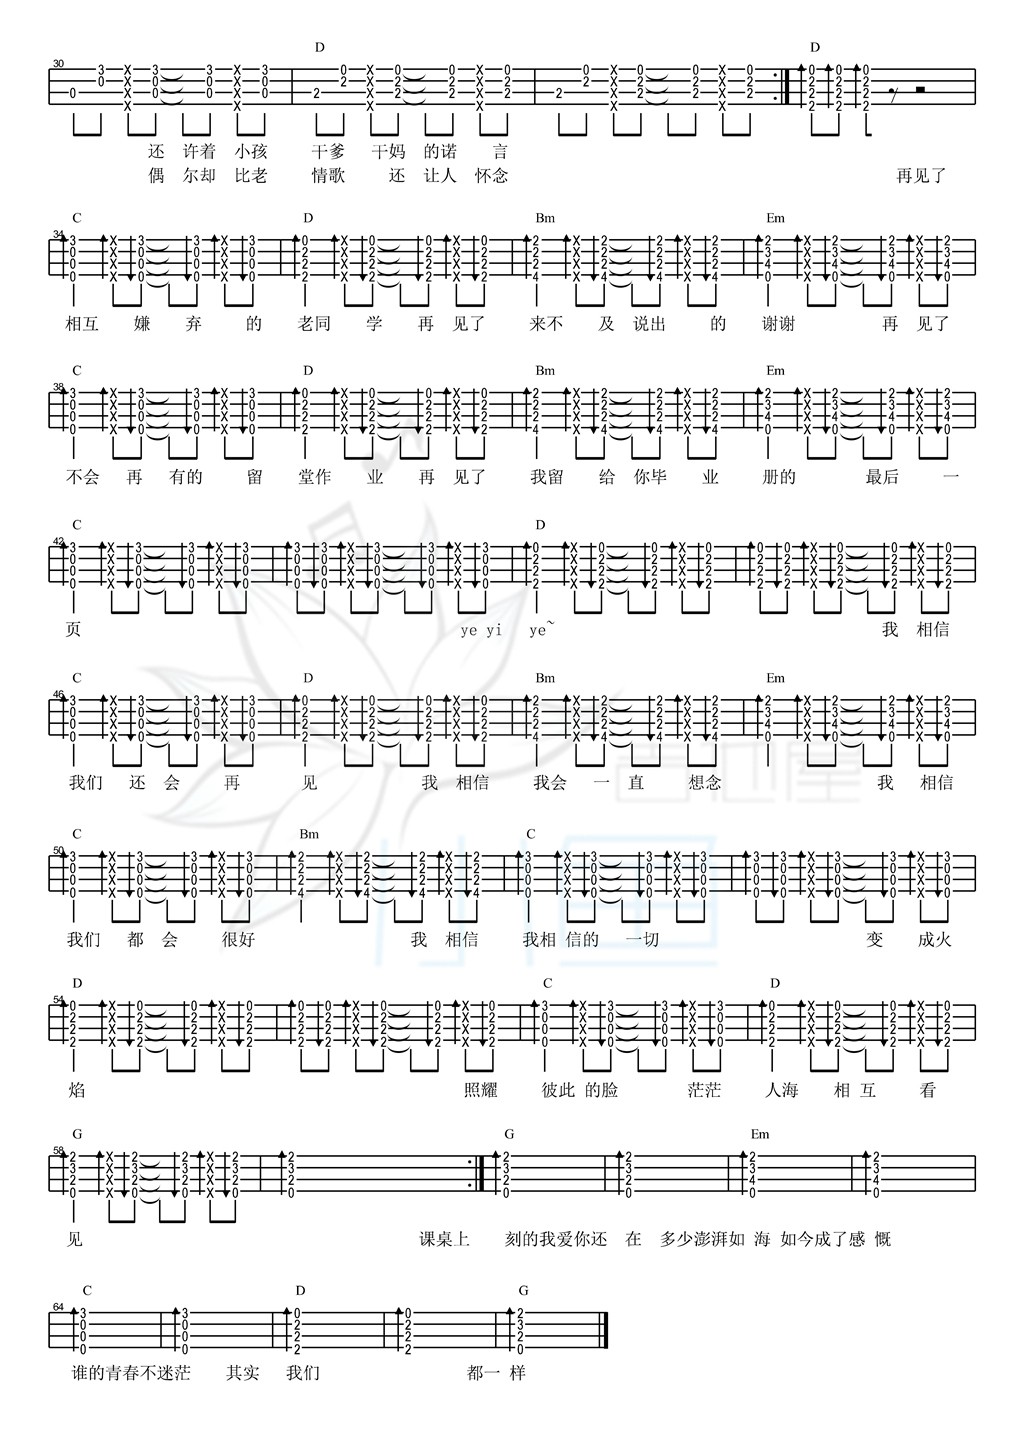 D D
30
还 许着 小孩 干爹 干妈 的诺 言
偶 尔却 比老 情歌 还 让人 怀念 再见了
C D Bm Em
34
相互 嫌 弃 的 老同 学 再 见了 来不 及 说出 的 谢谢 再 见了
C D Bm Em
38
不会 再 有的 留 堂作 业 再 见了 我留 给 你毕 业 册的 最后 一
C D
42
页 ye yi ye~ 我 相信
C D Bm Em
46
我们 还 会 再 见 我 相信 我会 一 直 想念 我 相信
C Bm C
50
我们 都 会 很好 我 相信 我相 信的 一切 变 成火
D C D
54
焰 照耀 彼此 的脸 茫茫 人海 相 互 看
G G Em
58
见 课桌上 刻的我爱你还 在 多少澎湃如 海 如今成了感 慨
C D G
64
谁的青春不迷茫 其实 我们 都一 样